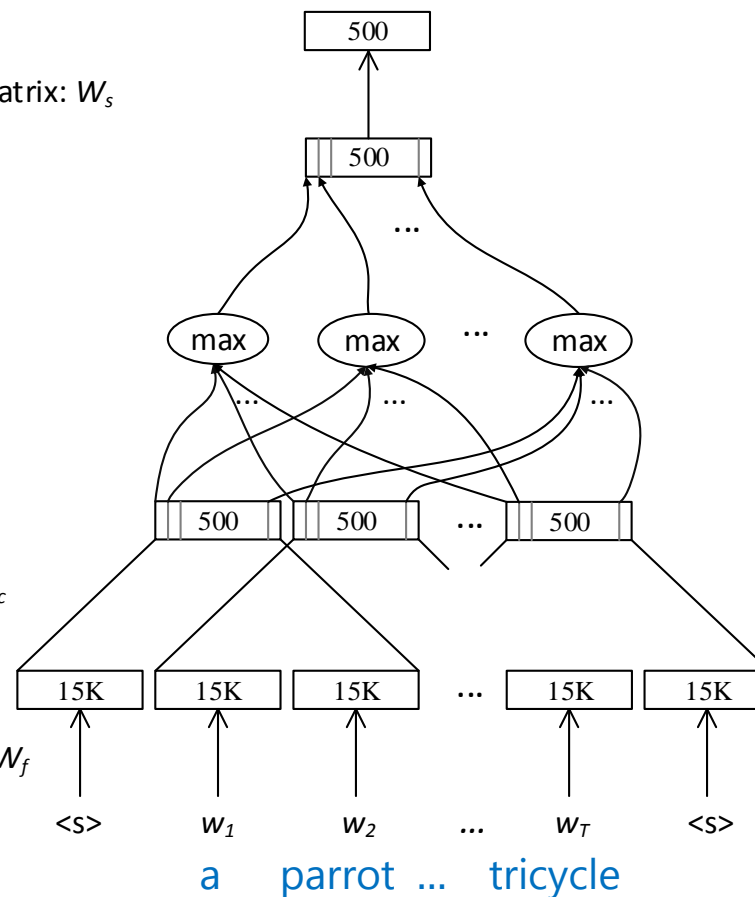 500
atrix: Ws
500
...
max max ... max
... ... ...
500 500 ... 500
c
15K 15K 15K ... 15K 15K
Wf
<s> w1 w2 ... wT <s>
a parrot ... tricycle